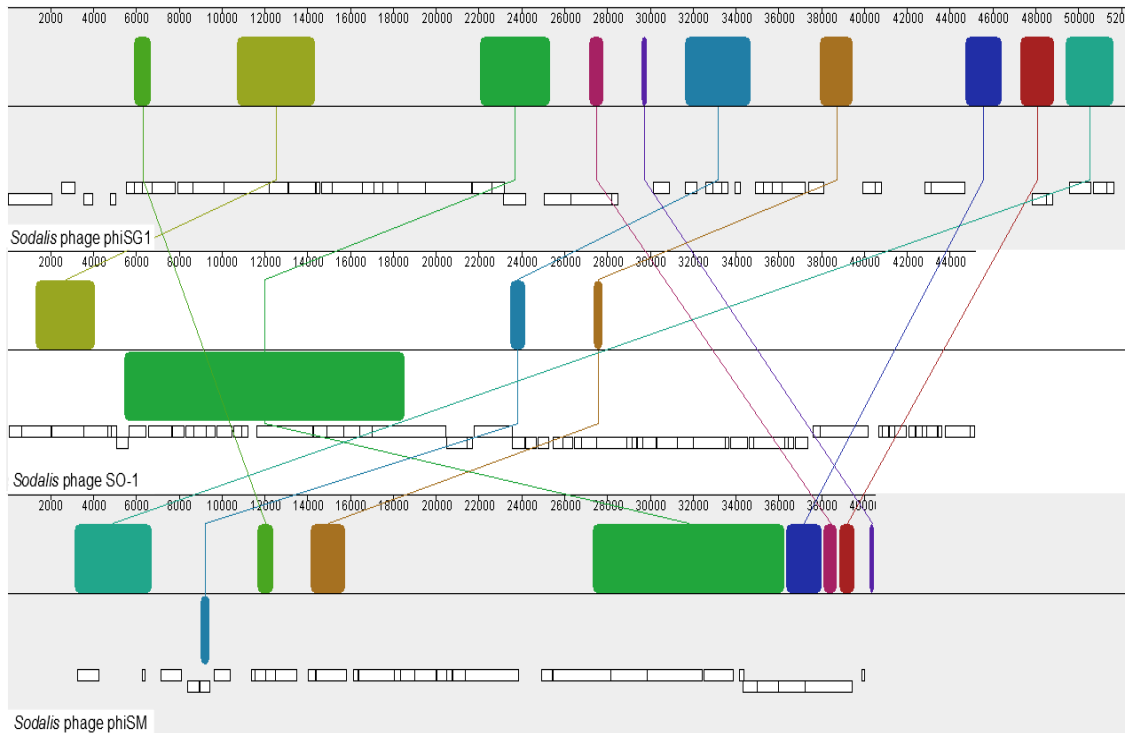 2000 4000 6000 8000 10000 12000 14000 16000 18000 20000 22000 24000 26000 28000 30000 32000 34000 36000 38000 40000 42000 44000 46000 48000 50000 520
Sodalis phage phiSG1
2000 4000 6000 8000 10000 12000 14000 16000 18000 20000 22000 24000 26000 28000 30000 32000 34000 36000 38000 40000 42000 44000
Sodalis phage SO-1
2000 4000 6000 8000 10000 12000 14000 16000 18000 20000 22000 24000 26000 28000 30000 32000 34000 36000 38000 40000
Sodalis phage phiSM